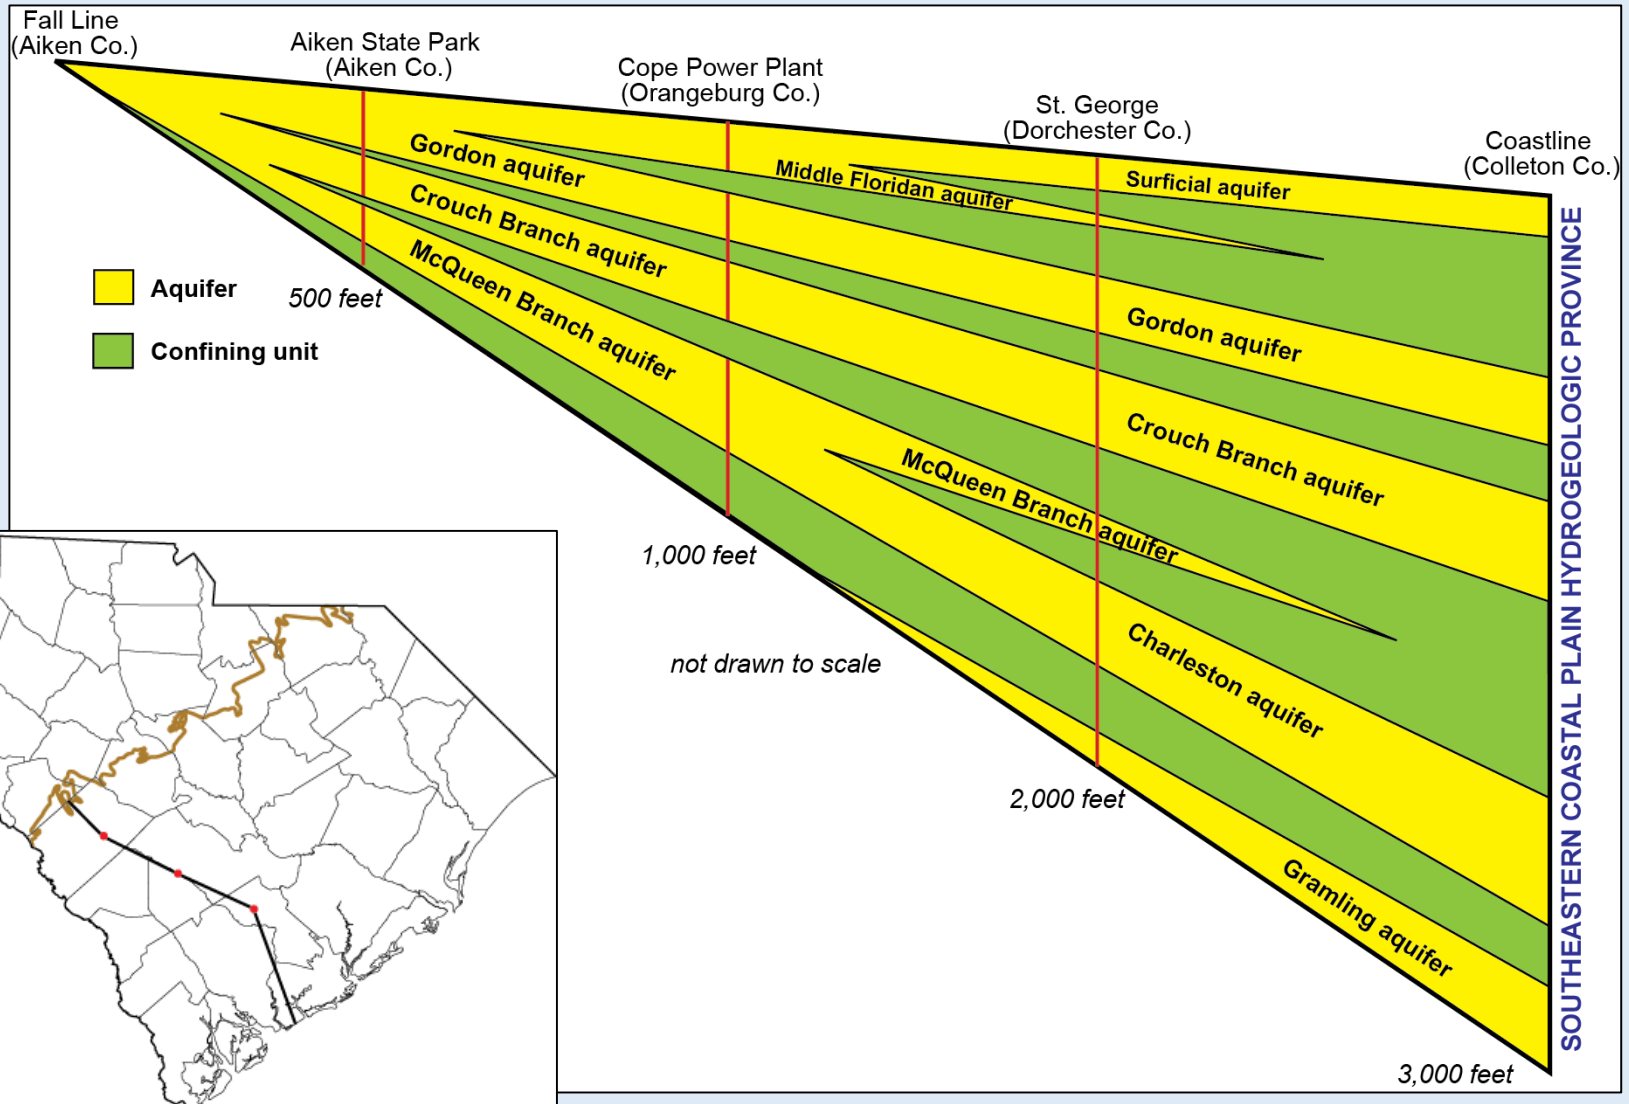 Fall Line
(Aiken Co.)
Aiken State Park
(Aiken Co.)
Cope Power Plant
(Orangeburg Co.)
St. George
(Dorchester Co.)
Coastline
(Colleton Co.)
Gordon aquifer
Middle Floridan aquifer
Surficial aquifer
Crouch Branch aquifer
McQueen Branch aquifer
Aquifer
Confining unit
500 feet
Gordon aquifer
Crouch Branch aquifer
McQueen Branch aquifer
1,000 feet
not drawn to scale
Charleston aquifer
2,000 feet
Gramling aquifer
3,000 feet
SOUTHEASTERN COASTAL PLAIN HYDROGEOLOGIC PROVINCE